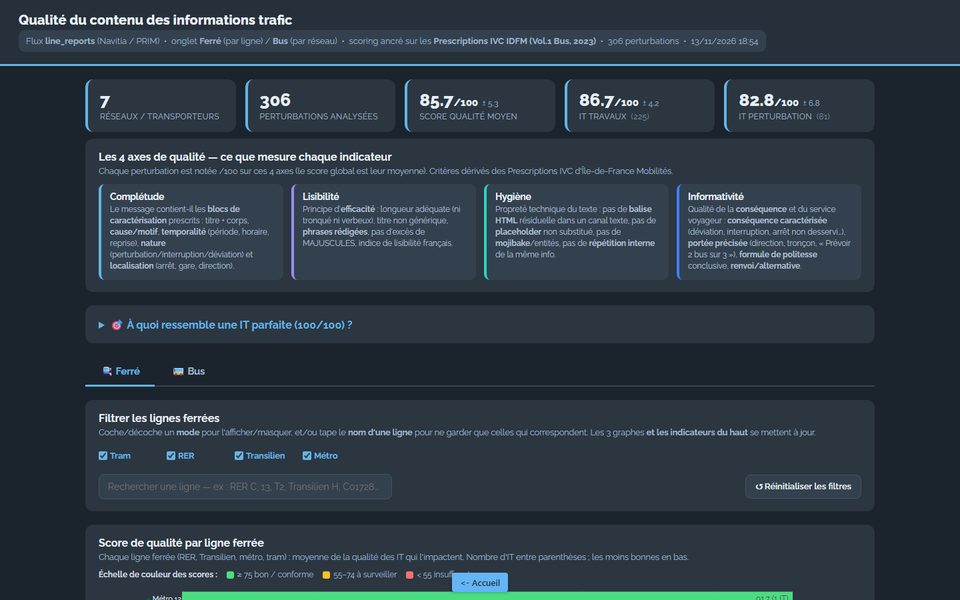 Qualité du contenu des informations trafic
Flux line_reports (Navitia / PRIM) • onglet Ferré (par ligne) / Bus (par réseau) • scoring ancré sur les Prescriptions IVC IDFM (Vol.1 Bus, 2023) • 306 perturbations • 13/11/2026 18:54
7
RÉSEAUX / TRANSPORTEURS
306
PERTURBATIONS ANALYSÉES
85.7/100 ± 5.3
SCORE QUALITÉ MOYEN
86.7/100 ± 4.2
IT TRAVAUX (225)
82.8/100 ± 6.8
IT PERTURBATION (81)
Les 4 axes de qualité — ce que mesure chaque indicateur
Chaque perturbation est notée /100 sur ces 4 axes (le score global est leur moyenne). Critères dérivés des Prescriptions IVC d'Île-de-France Mobilités.
Complétude
Le message contient-il les blocs de
caractérisation prescrits : titre + corps,
cause/motif, temporalité (période, horaire,
reprise), nature
(perturbation/interruption/déviation) et
localisation (arrêt, gare, direction).
Lisibilité
Principe d'efficacité : longueur adéquate (ni
tronqué ni verbeux), titre non générique,
phrases rédigées, pas d'excès de
MAJUSCULES, indice de lisibilité français.
Hygiène
Propreté technique du texte : pas de balise
HTML résiduelle dans un canal texte, pas de
placeholder non substitué, pas de
mojibake/entités, pas de répétition interne
de la même info.
Informativité
Qualité de la conséquence et du service
voyageur : conséquence caractérisée
(déviation, interruption, arrêt non desservi…),
portée précisée (direction, tronçon, « Prévoir
2 bus sur 3 »), formule de politesse
conclusive, renvoi/alternative.
À quoi ressemble une IT parfaite (100/100) ?
Ferré
Bus
Filtrer les lignes ferrées
Coche/décoche un mode pour l'afficher/masquer, et/ou tape le nom d'une ligne pour ne garder que celles qui correspondent. Les 3 graphes et les indicateurs du haut se mettent à jour.
Tram
RER
Transilien
Métro
Rechercher une ligne — ex : RER C, 13, T2, Transilien H, C01728…
↺ Réinitialiser les filtres
Score de qualité par ligne ferrée
Chaque ligne ferrée (RER, Transilien, métro, tram) : moyenne de la qualité des IT qui l'impactent. Nombre d'IT entre parenthèses ; les moins bonnes en bas.
Échelle de couleur des scores :
≥ 75 bon / conforme
55–74 à surveiller
< 55
<- Accueil
Métro 12